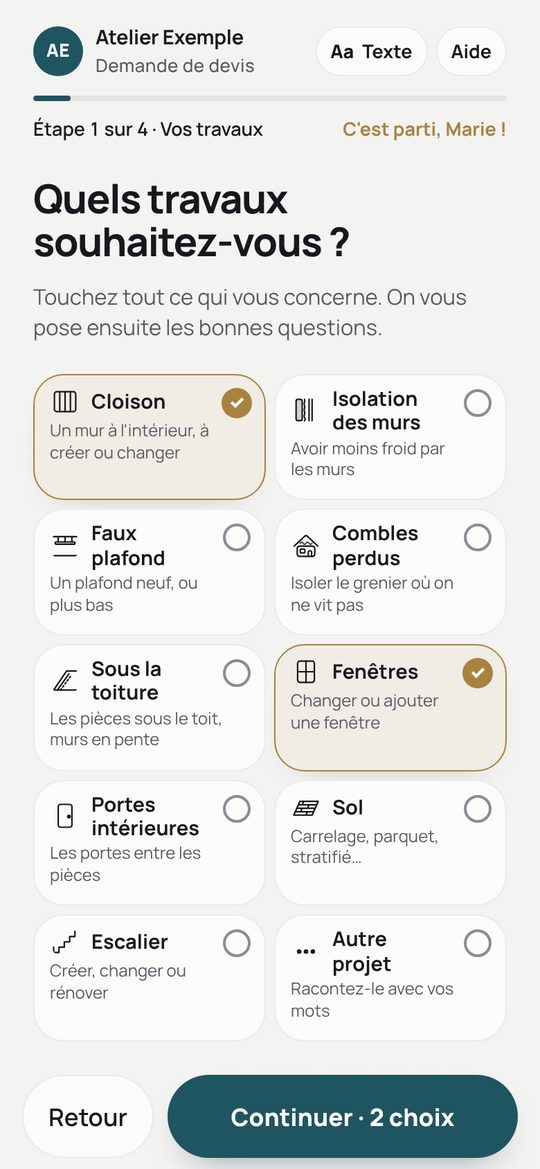 AE
Atelier Exemple
Demande de devis
Aa Texte
Aide
Étape 1 sur 4 · Vos travaux
C'est parti, Marie !
Quels travaux
souhaitez-vous ?
Touchez tout ce qui vous concerne. On vous
pose ensuite les bonnes questions.
Cloison
Un mur à l'intérieur, à
créer ou changer
Isolation
des murs
Avoir moins froid par
les murs
Faux
plafond
Un plafond neuf, ou
plus bas
Combles
perdus
Isoler le grenier où on
ne vit pas
Sous la
toiture
Les pièces sous le toit,
murs en pente
Fenêtres
Changer ou ajouter
une fenêtre
Portes
intérieures
Les portes entre les
pièces
Sol
Carrelage, parquet,
stratifié…
Escalier
Créer, changer ou
rénover
Autre
projet
Racontez-le avec vos
mots
Retour
Continuer · 2 choix